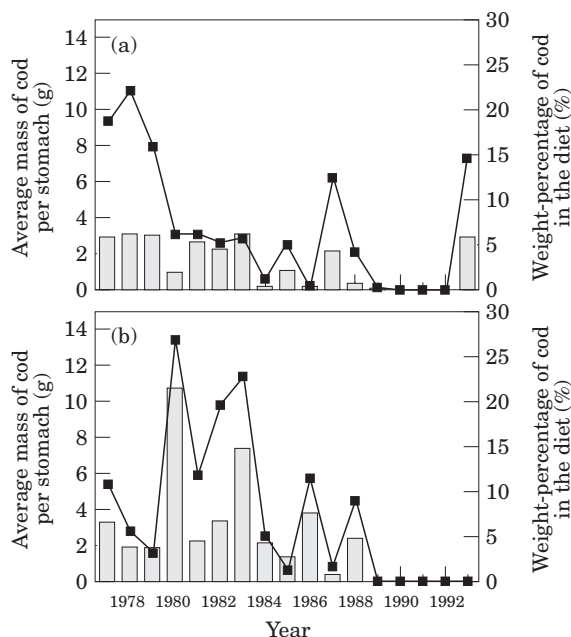 Average mass of cod
per stomach (g)
14
12
10
8
6
4
2
0
(a)
30
25
20
15
10
5
0
Weight-percentage of cod
in the diet (%)
Average mass of cod
per stomach (g)
14
12
10
8
6
4
2
0
(b)
30
25
20
15
10
5
0
Weight-percentage of cod
in the diet (%)
1978 1980 1982 1984 1986 1988 1990 1992
Year